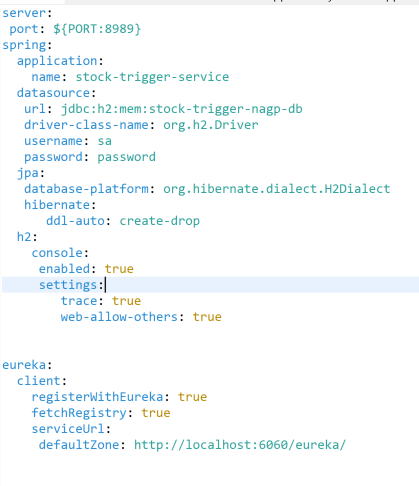 server:
 port: ${PORT:8989}
spring:
  application:
    name: stock-trigger-service
  datasource:
   url: jdbc:h2:mem:stock-trigger-nagp-db
   driver-class-name: org.h2.Driver
   username: sa
   password: password
  jpa:
   database-platform: org.hibernate.dialect.H2Dialect
   hibernate:
      ddl-auto: create-drop
  h2:
    console:
     enabled: true
     settings:
        trace: true
        web-allow-others: true
eureka:
  client:
    registerWithEureka: true
    fetchRegistry: true
    serviceUrl:
     defaultZone: http://localhost:6060/eureka/